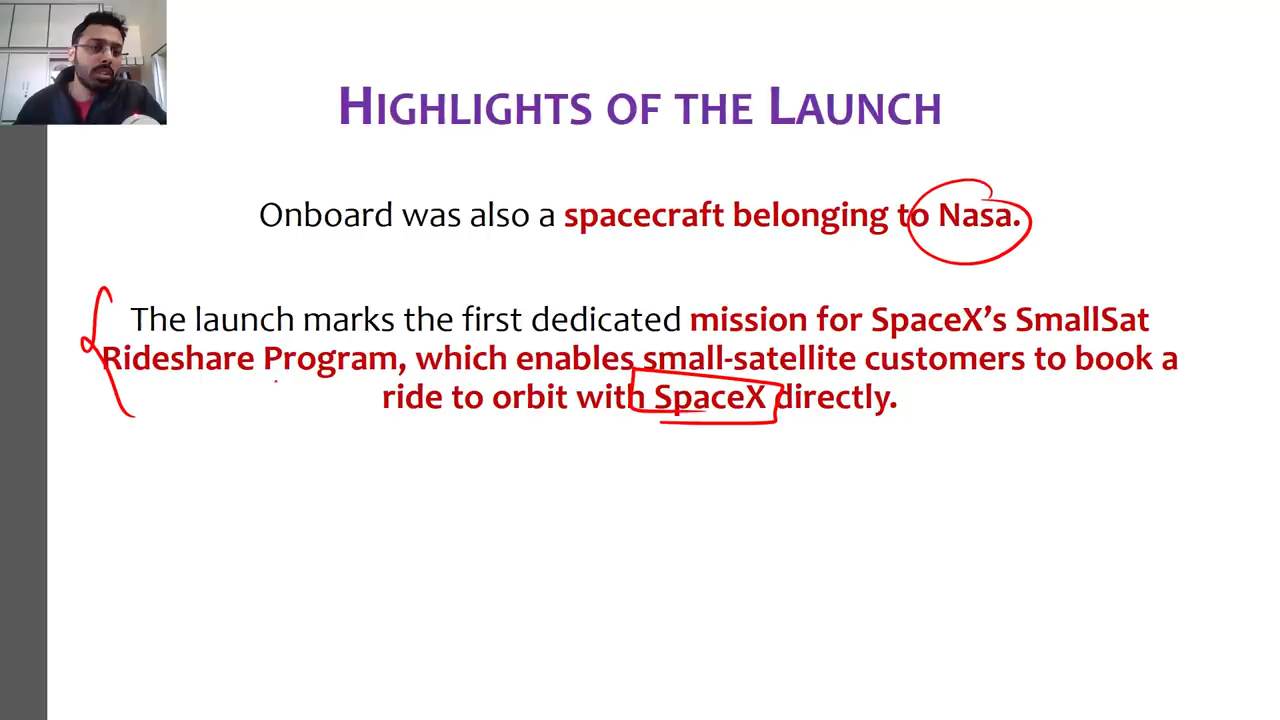 HIGHLIGHTS OF THE LAUNCH
Onboard was also a spacecraft belonging to Nasa.
The launch marks the first dedicated mission for SpaceX’s SmallSat
Rideshare Program, which enables small-satellite customers to book a
ride to orbit with SpaceX directly.